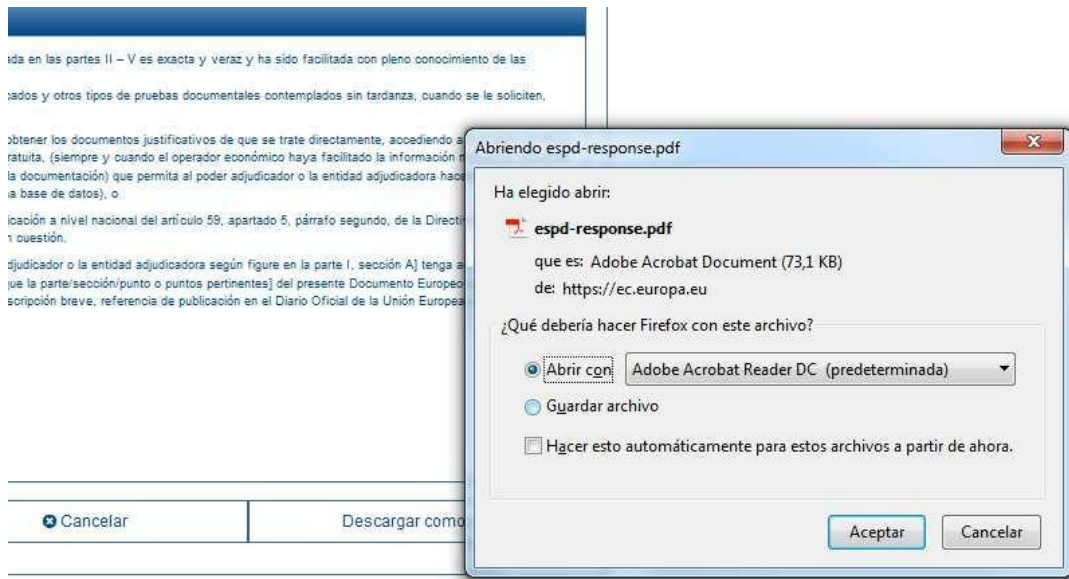 ada en las partes II – V es exacta y veraz y ha sido facilitada con pleno conocimiento de las
cados y otros tipos de pruebas documentales contemplados sin tardanza, cuando se le soliciten,
obtener los documentos justificativos de que se trate directamente, accediendo a
ratuita, (siempre y cuando el operador económico haya facilitado la información
la documentación) que permita al poder adjudicador o la entidad adjudicadora hace
a base de datos), o
icación a nivel nacional del artículo 59, apartado 5, párrafo segundo, de la Directi
n cuestión.
djudicador o la entidad adjudicadora según figure en la parte I, sección A] tenga a
ue la parte/sección/punto o puntos pertinentes] del presente Documento Europeo
scripción breve, referencia de publicación en el Diario Oficial de la Unión Europea
Cancelar
Descargar como
Abriendo espd-response.pdf
Ha elegido abrir:
espd-response.pdf
que es: Adobe Acrobat Document (73,1 KB)
de: https://ec.europa.eu
¿Qué debería hacer Firefox con este archivo?
Abrir con Adobe Acrobat Reader DC (predeterminada)
Guardar archivo
Hacer esto automáticamente para estos archivos a partir de ahora.
Aceptar Cancelar